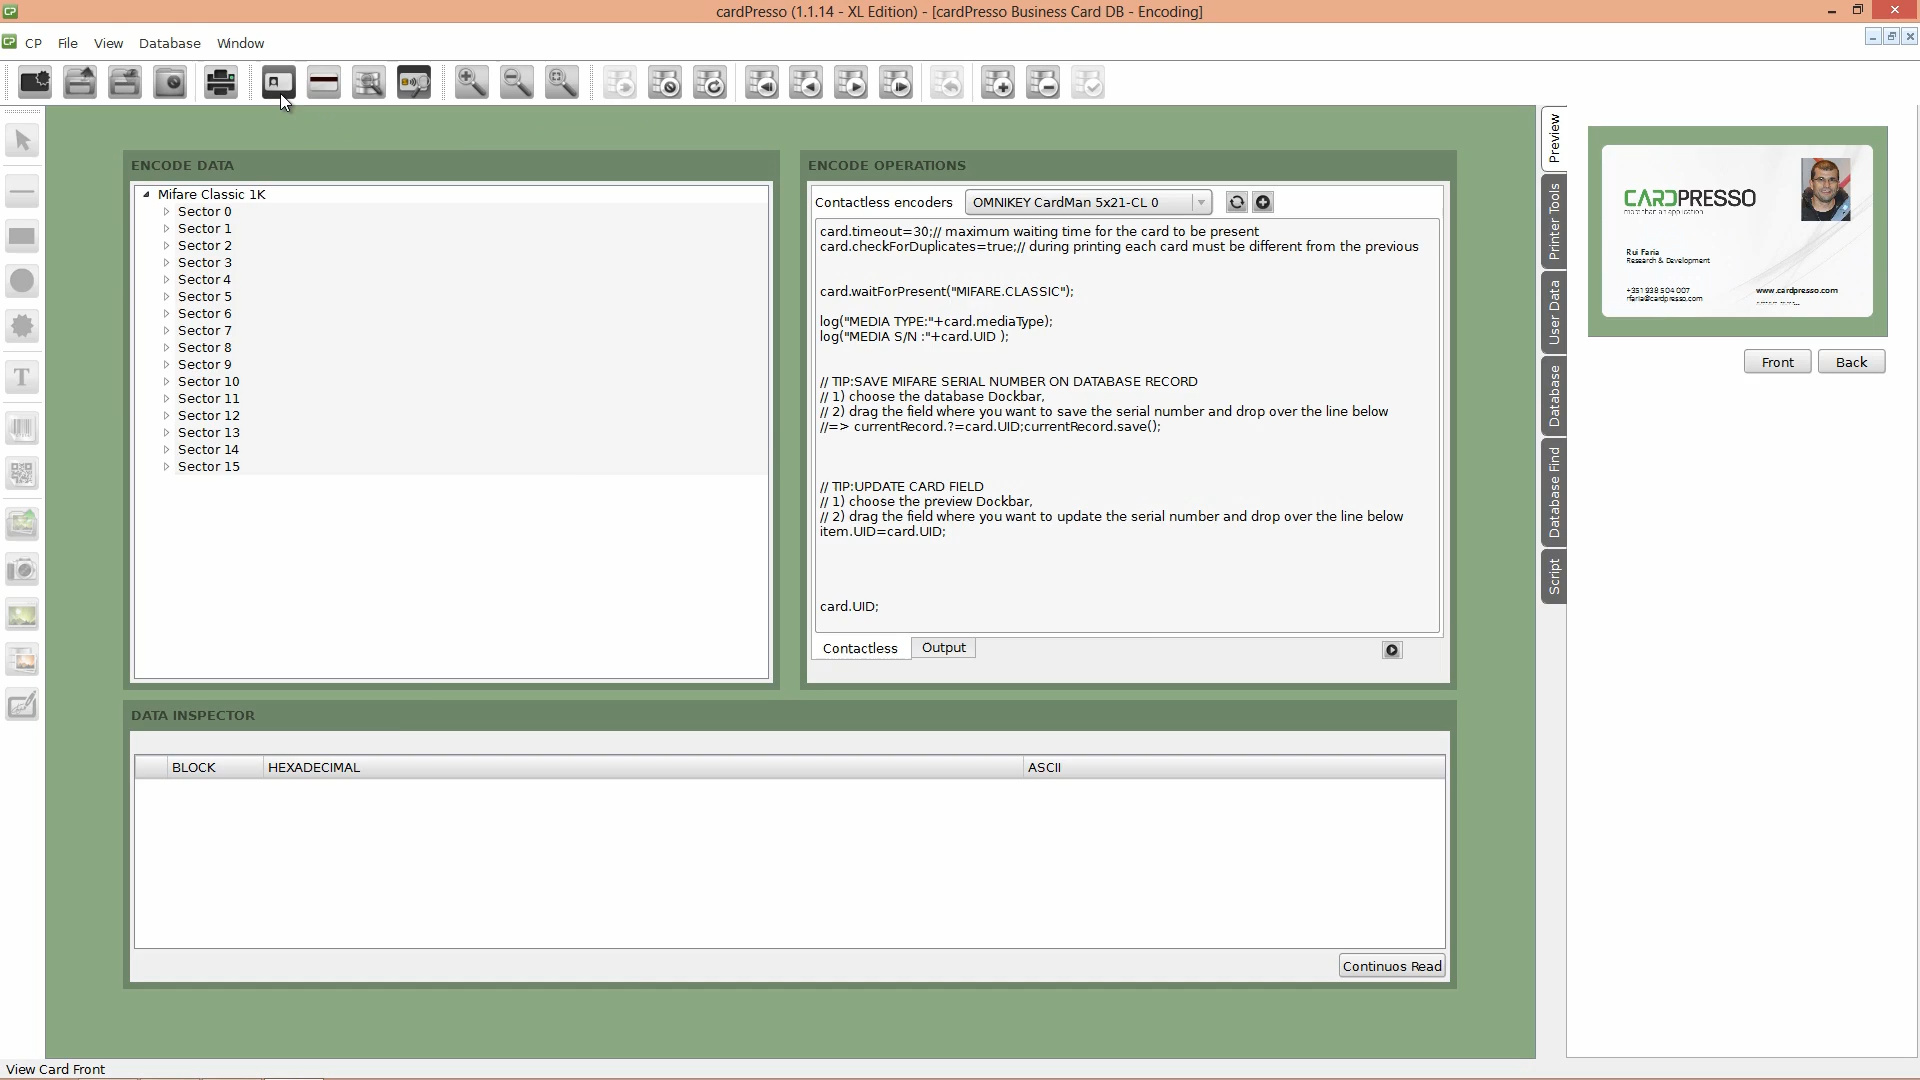 cardPresso (1.1.14 - XL Edition) - [cardPresso Business Card DB - Encoding]
CP File View Database Window
ENCODE DATA
Mifare Classic 1K
Sector 0
Sector 1
Sector 2
Sector 3
Sector 4
Sector 5
Sector 6
Sector 7
Sector 8
Sector 9
Sector 10
Sector 11
Sector 12
Sector 13
Sector 14
Sector 15
ENCODE OPERATIONS
Contactless encoders OMNIKEY CardMan 5x21-CL 0
card.timeout=30;// maximum waiting time for the card to be present
card.checkForDuplicates=true;// during printing each card must be different from the previous
card.waitForPresent("MIFARE.CLASSIC");
log("MEDIA TYPE:"+card.mediaType);
log("MEDIA S/N :"+card.UID );
// TIP:SAVE MIFARE SERIAL NUMBER ON DATABASE RECORD
// 1) choose the database Dockbar,
// 2) drag the field where you want to save the serial number and drop over the line below
//=> currentRecord.?=card.UID;currentRecord.save();
// TIP:UPDATE CARD FIELD
// 1) choose the preview Dockbar,
// 2) drag the field where you want to update the serial number and drop over the line below
item.UID=card.UID;
card.UID;
Contactless Output
DATA INSPECTOR
BLOCK HEXADECIMAL ASCII
Continuos Read
Preview
Printer Tools
User Data
Database
Database Find
Script
CARDPRESSO
more than an application
Rui Faria
Research & Development
+351 938 504 007
rfaria@cardpresso.com
www.cardpresso.com
Front Back
View Card Front